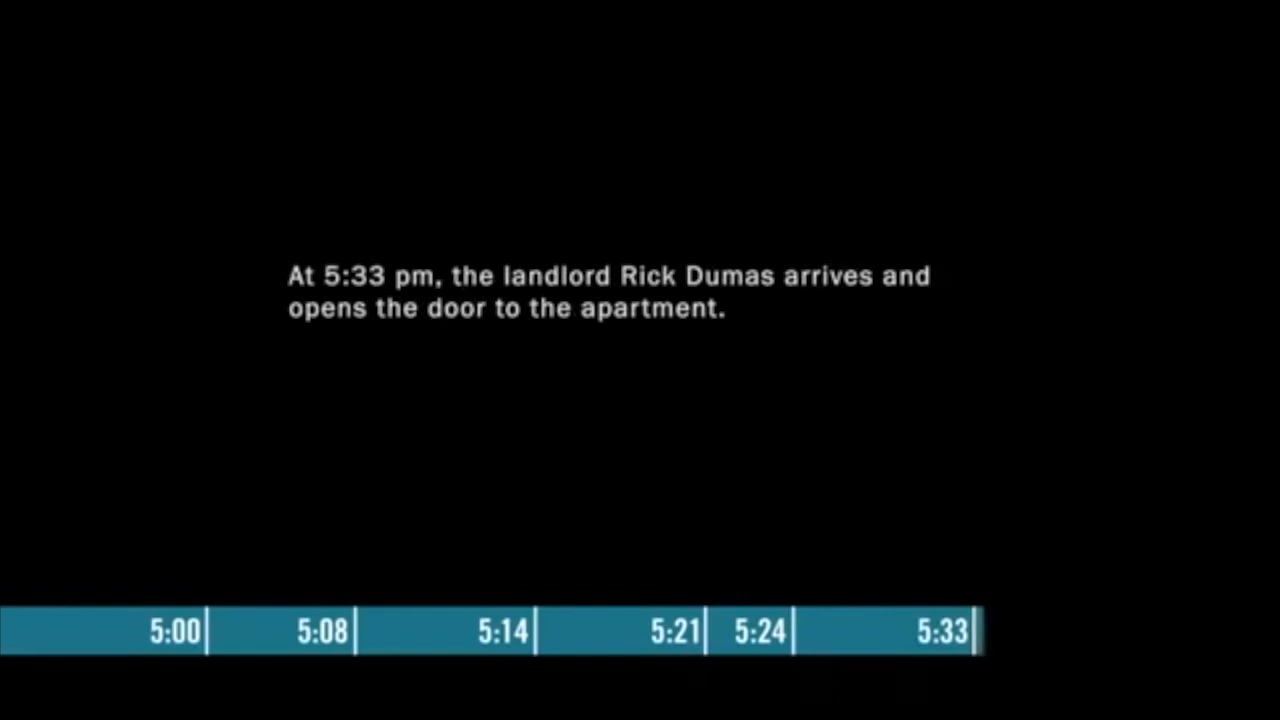 At 5:33 pm, the landlord Rick Dumas arrives and
opens the door to the apartment.
5:00 5:08 5:14 5:21 5:24 5:33